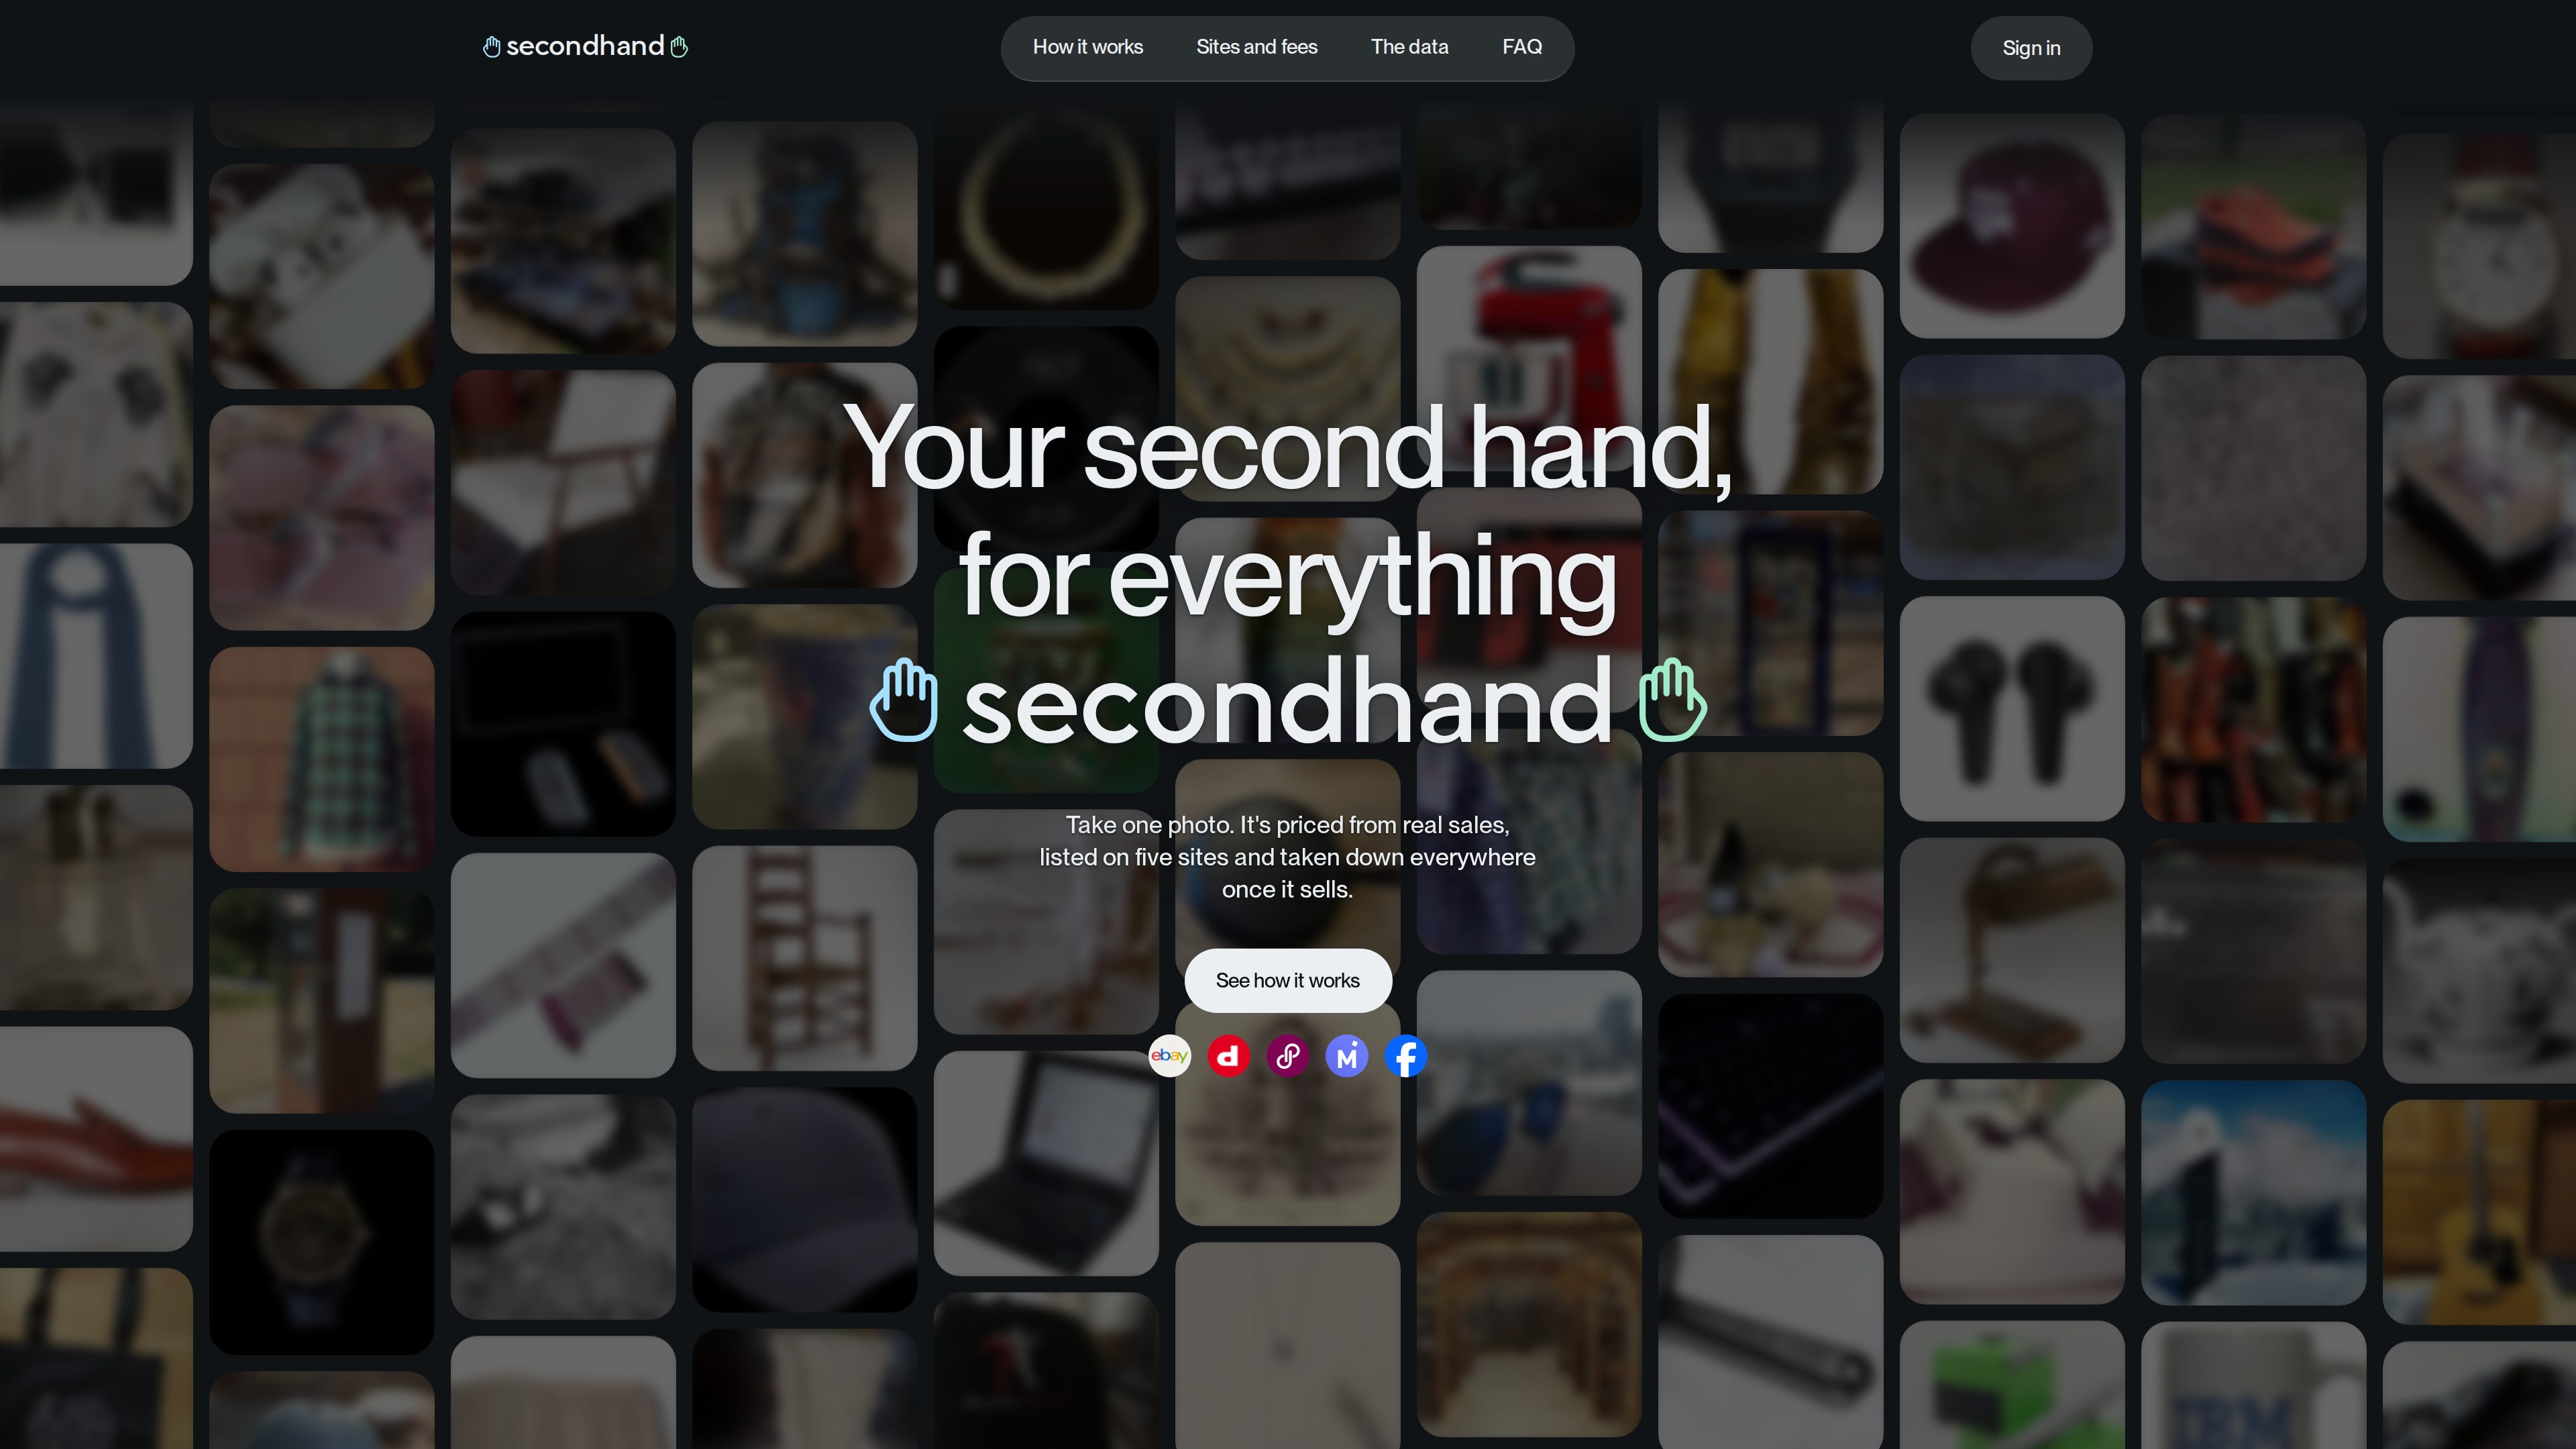 secondhand
How it works
Sites and fees
The data
FAQ
Sign in
Your second hand,
for everything
secondhand
Take one photo. It's priced from real sales,
listed on five sites and taken down everywhere
once it sells.
See how it works
ebay
IBM